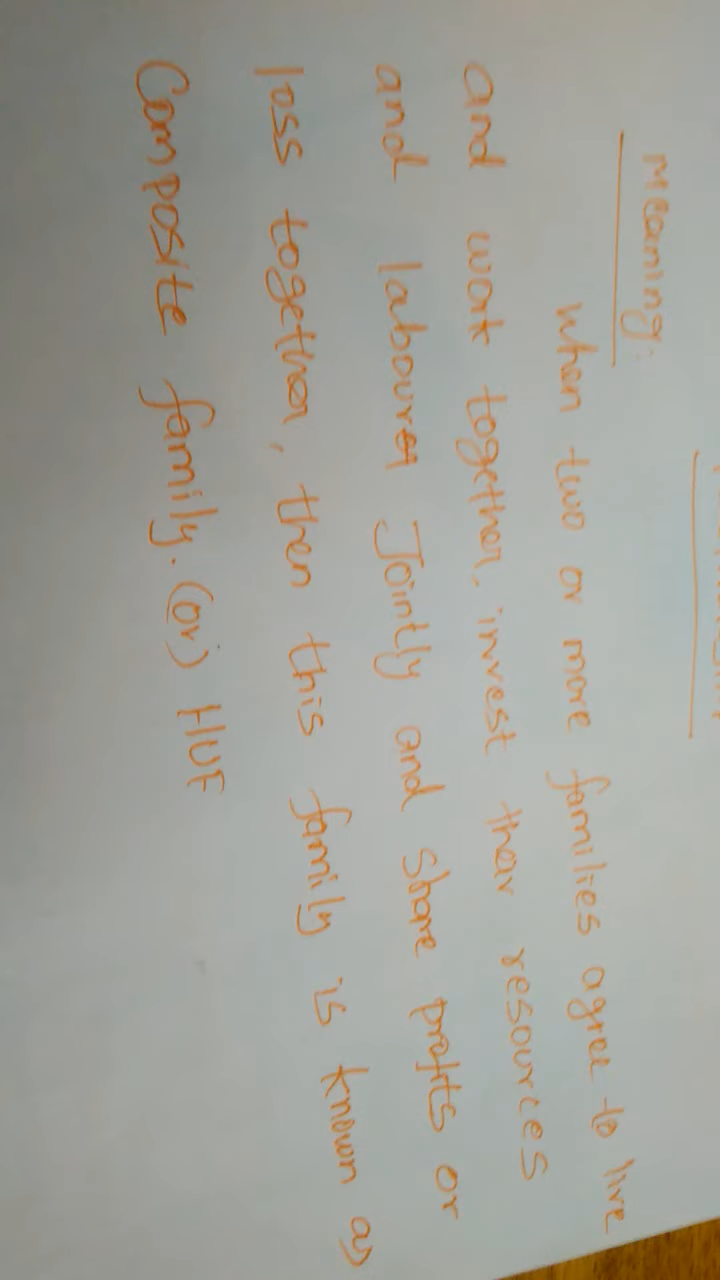 Meaning:
When two or more families agree to live
and work together, invest their resources
and labour Jointly and share profits or
loss together, then this family is known as
Composite family. (or) HUF